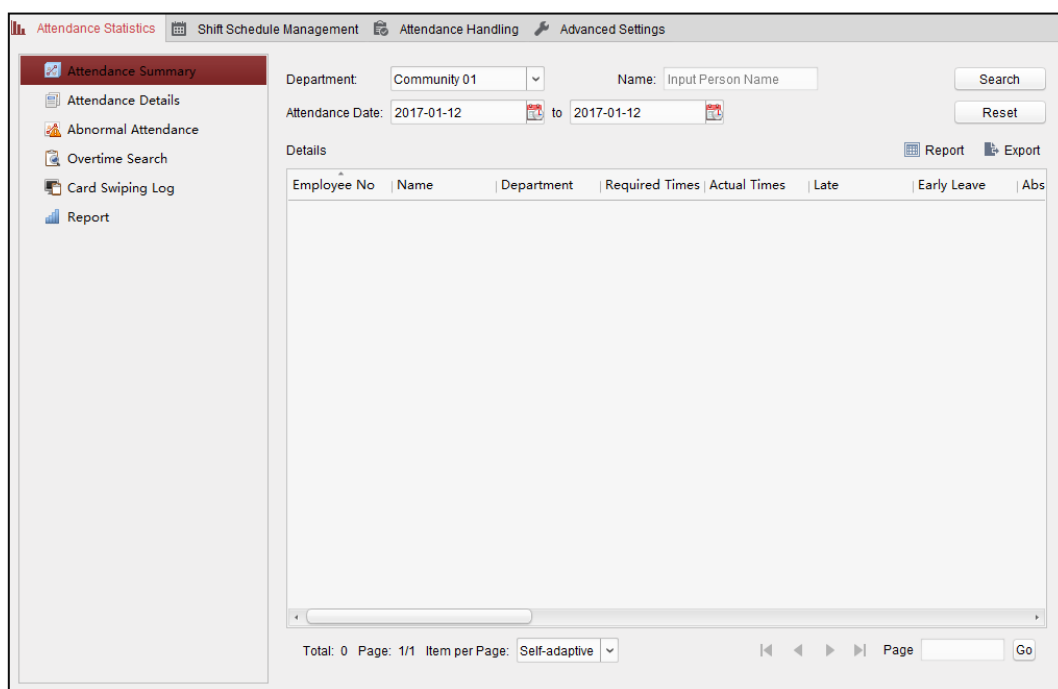 Attendance Statistics Shift Schedule Management Attendance Handling Advanced Settings
Attendance Summary
Attendance Details
Abnormal Attendance
Overtime Search
Card Swiping Log
Report
Department: Community 01 Name: Input Person Name Search
Attendance Date: 2017-01-12 to 2017-01-12 Reset
Details Report Export
Employee No Name Department Required Times Actual Times Late Early Leave Abs
Total: 0 Page: 1/1 Item per Page: Self-adaptive Page Go